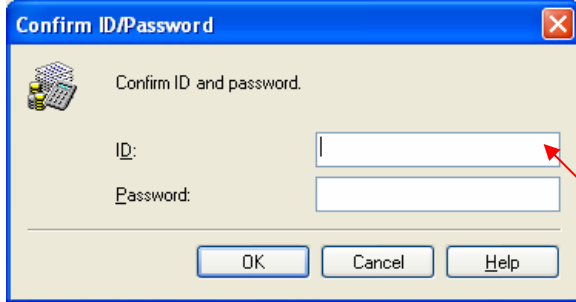 Confirm ID/Password
Confirm ID and password.
ID:
Password:
OK Cancel Help